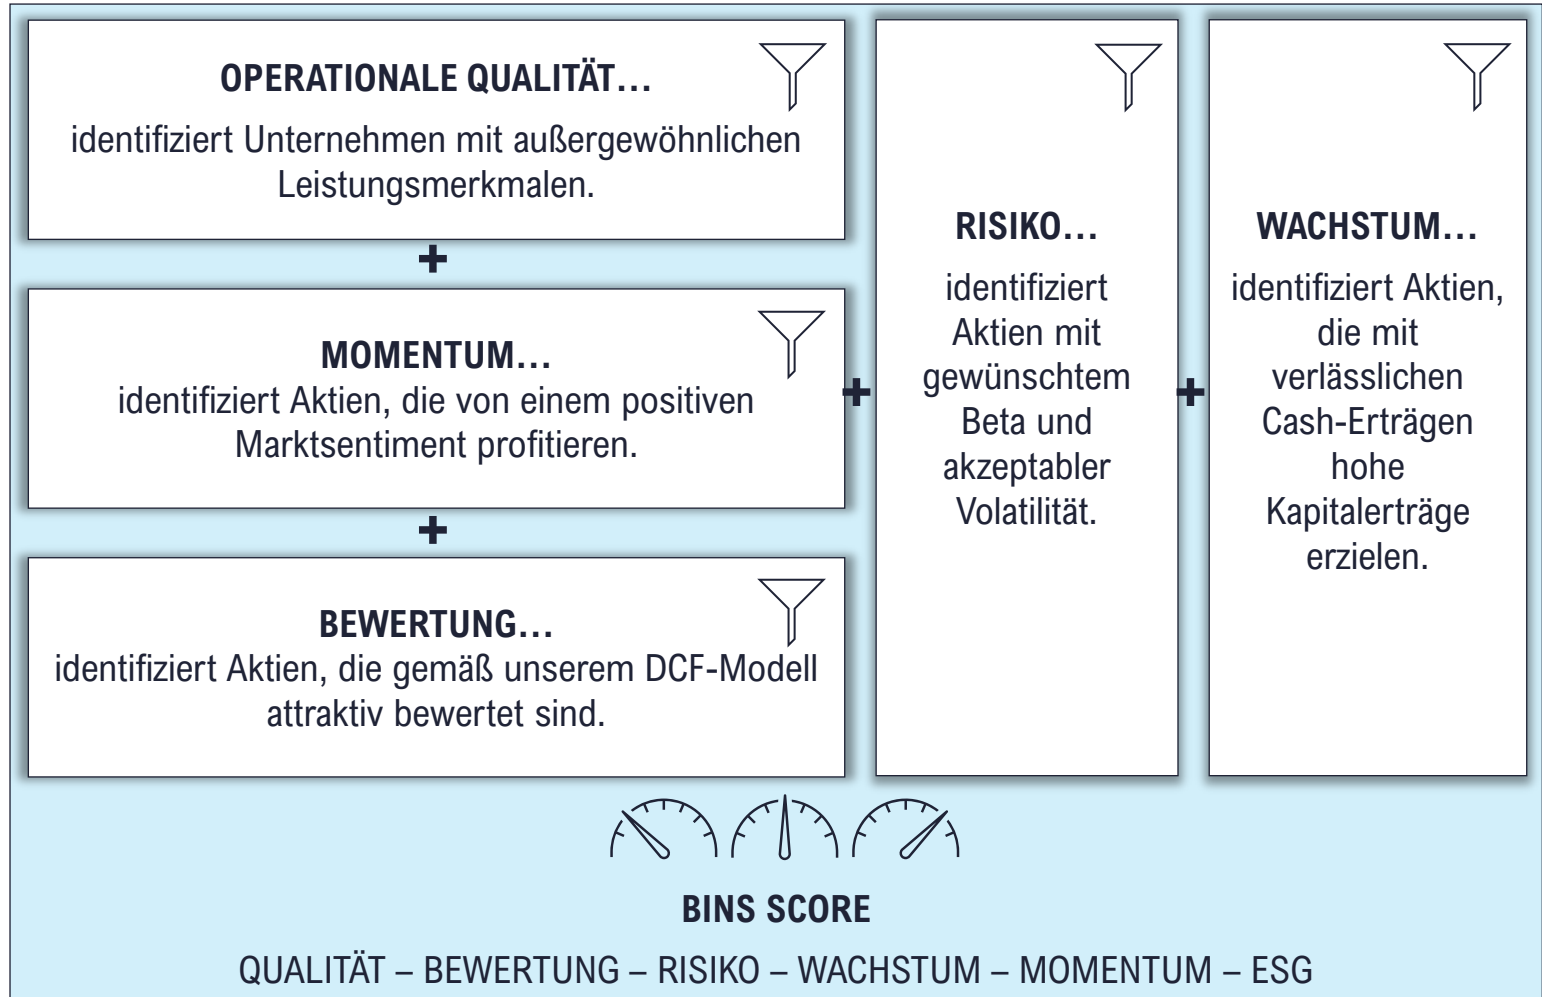 OPERATIONALE QUALITÄT...
identifiziert Unternehmen mit außergewöhnlichen
Leistungsmerkmalen.
+
MOMENTUM...
identifiziert Aktien, die von einem positiven
Marktsentiment profitieren.
+
BEWERTUNG...
identifiziert Aktien, die gemäß unserem DCF-Modell
attraktiv bewertet sind.
+
RISIKO...
identifiziert
Aktien mit
gewünschtem
Beta und
akzeptabler
Volatilität.
+
WACHSTUM...
identifiziert Aktien,
die mit
verlässlichen
Cash-Erträgen
hohe
Kapitalerträge
erzielen.
BINS SCORE
QUALITÄT – BEWERTUNG – RISIKO – WACHSTUM – MOMENTUM – ESG